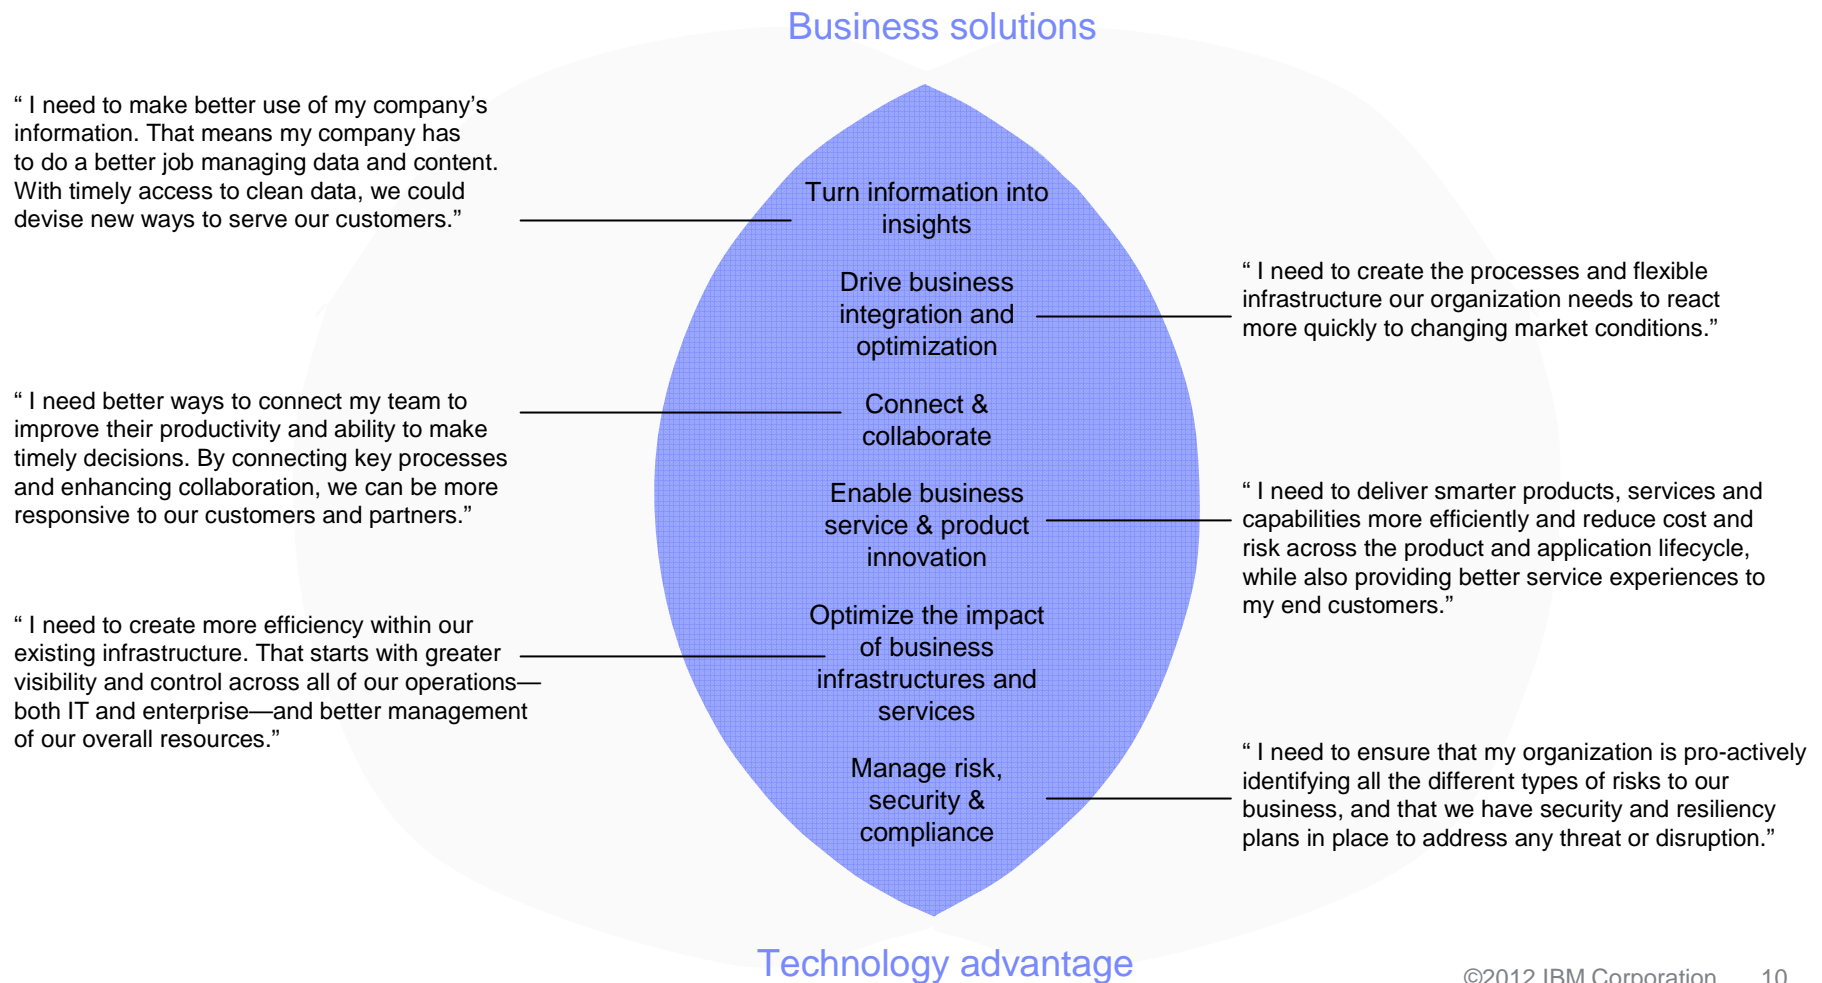 Business solutions
“ I need to make better use of my company’s
information. That means my company has
to do a better job managing data and content.
With timely access to clean data, we could
devise new ways to serve our customers.”
Turn information into
insights
Drive business
integration and
optimization
“ I need to create the processes and flexible
infrastructure our organization needs to react
more quickly to changing market conditions.”
“ I need better ways to connect my team to
improve their productivity and ability to make
timely decisions. By connecting key processes
and enhancing collaboration, we can be more
responsive to our customers and partners.”
Connect &
collaborate
Enable business
service & product
innovation
“ I need to deliver smarter products, services and
capabilities more efficiently and reduce cost and
risk across the product and application lifecycle,
while also providing better service experiences to
my end customers.”
“ I need to create more efficiency within our
existing infrastructure. That starts with greater
visibility and control across all of our operations—
both IT and enterprise—and better management
of our overall resources.”
Optimize the impact
of business
infrastructures and
services
Manage risk,
security &
compliance
“ I need to ensure that my organization is pro-actively
identifying all the different types of risks to our
business, and that we have security and resiliency
plans in place to address any threat or disruption.”
Technology advantage
©2012 IBM Corporation 10